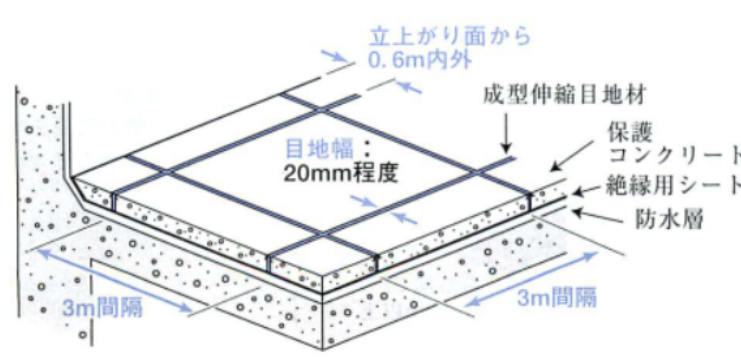 立上がり面から
0.6m内外
成型伸縮目地材
保護
コンクリート
目地幅：
20mm程度
絶縁用シート
防水層
3m間隔
3m間隔